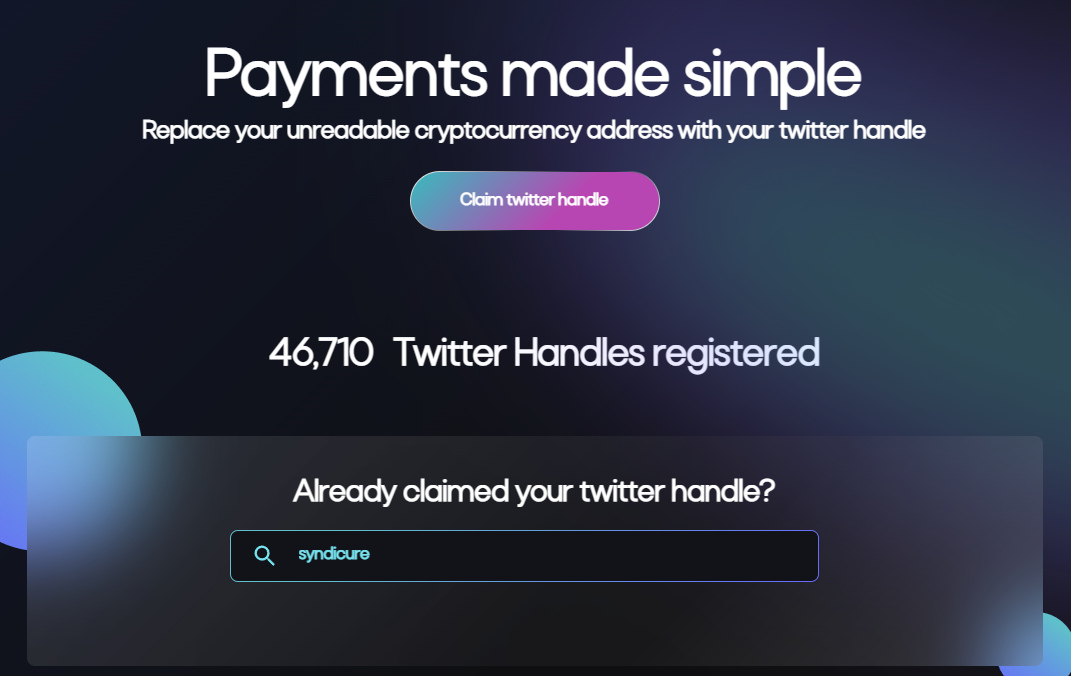 Payments made simple
Replace your unreadable cryptocurrency address with your twitter handle
Claim twitter handle
46,710 Twitter Handles registered
Already claimed your twitter handle?
syndicure